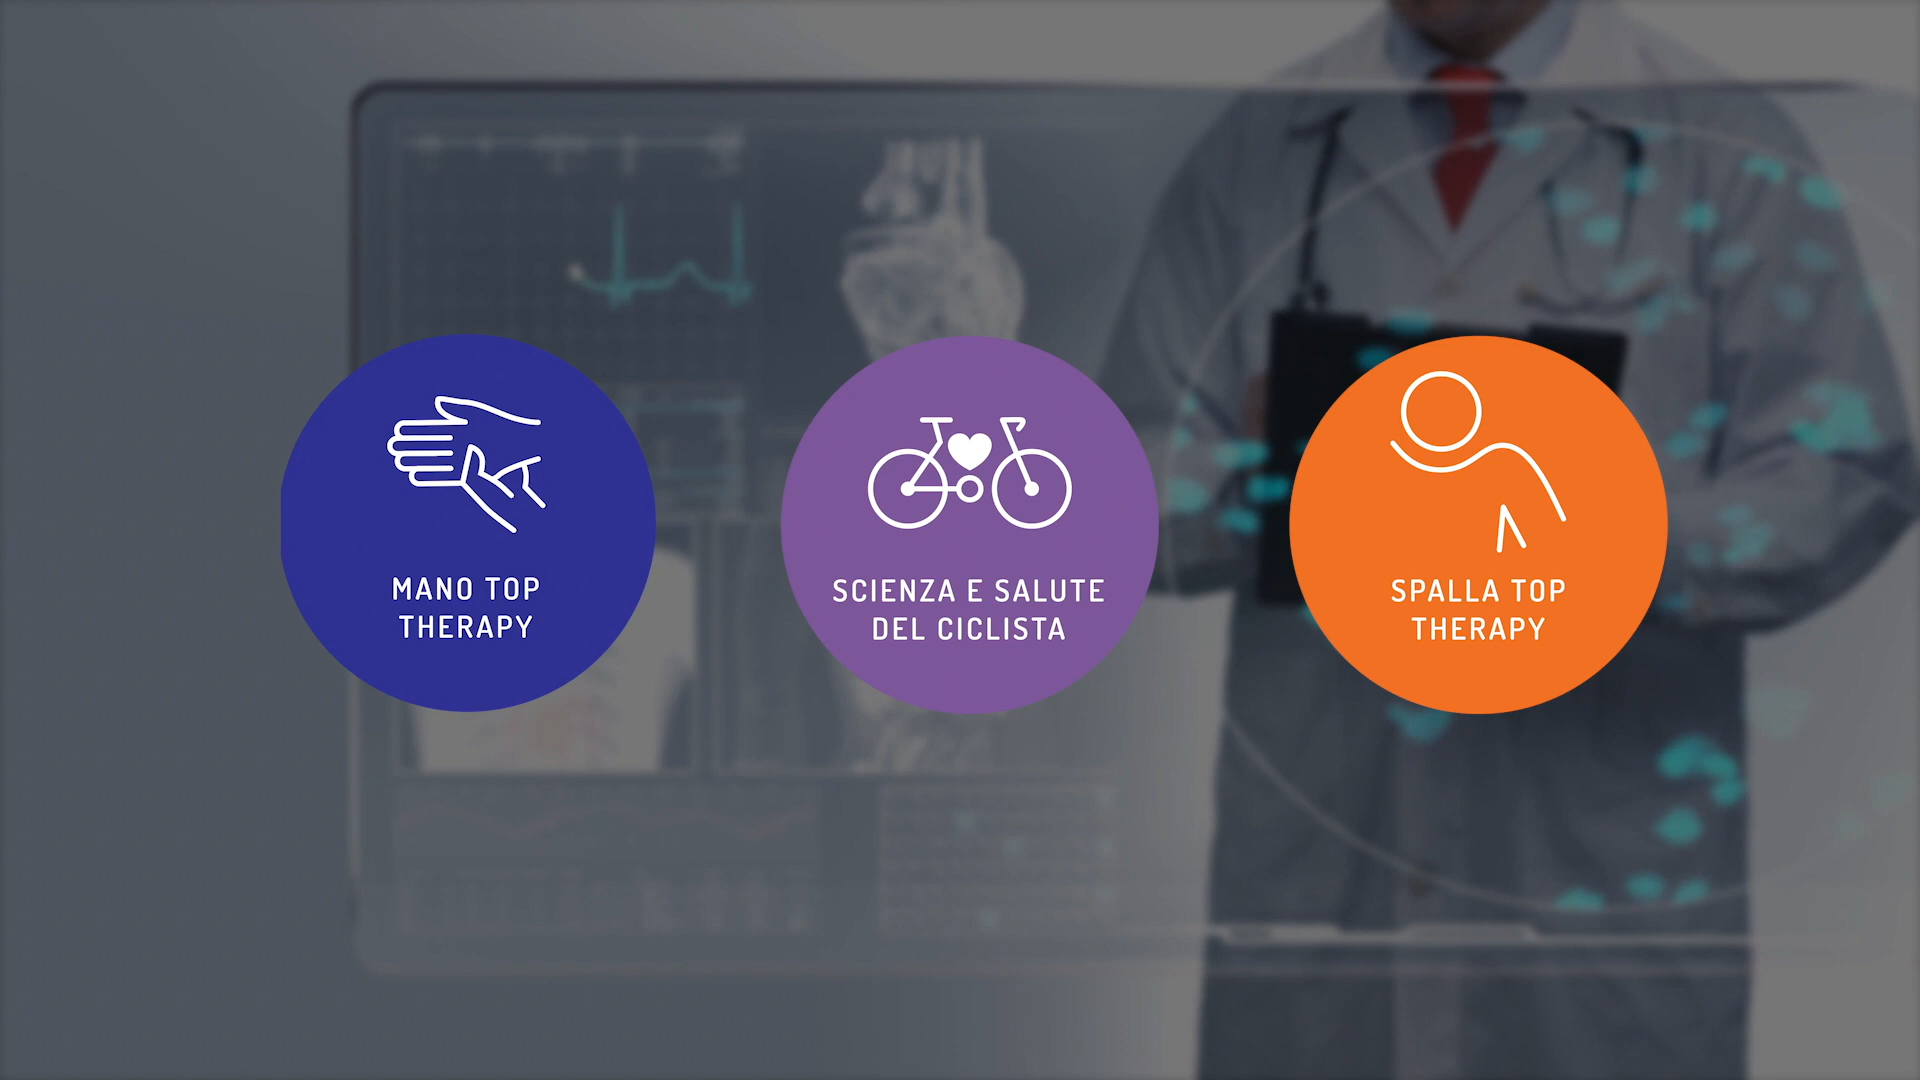 MANO TOP
THERAPY
SCIENZA E SALUTE
DEL CICLISTA
SPALLA TOP
THERAPY